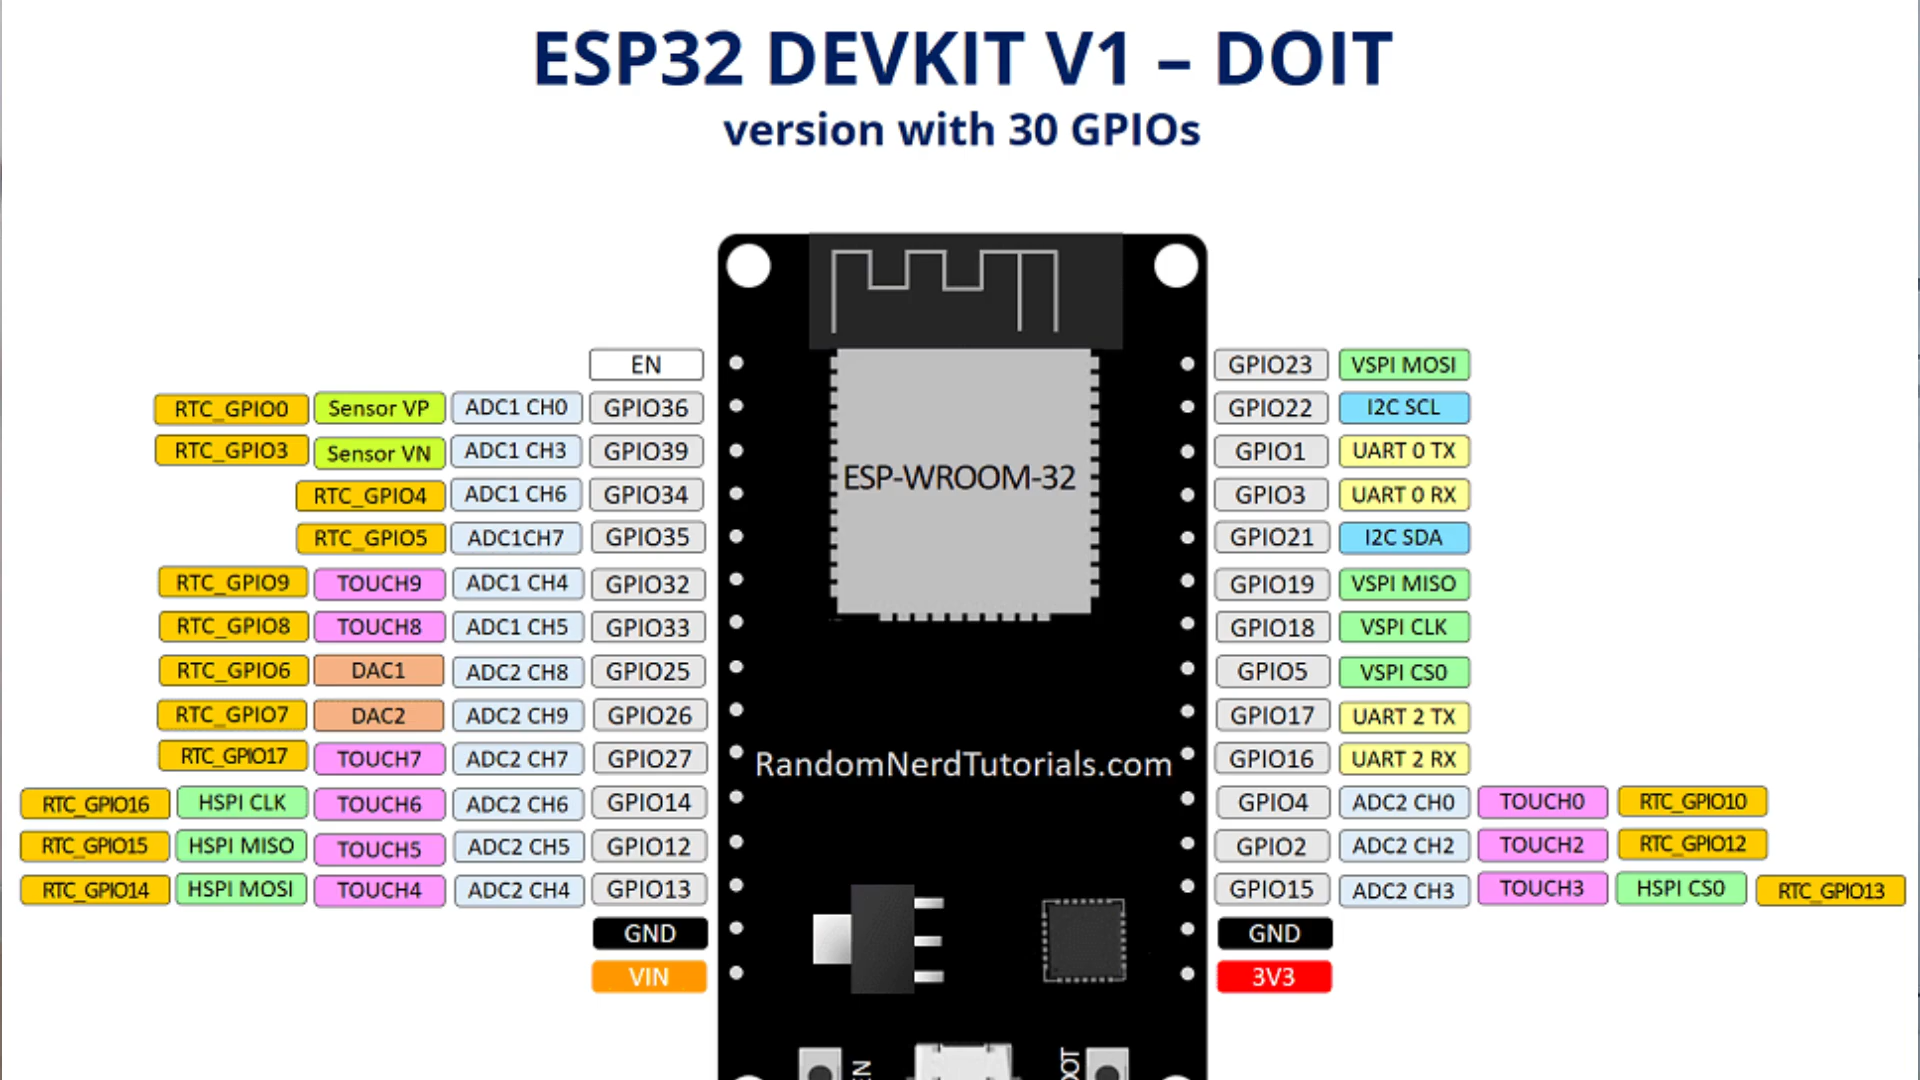 ESP32 DEVKIT V1 – DOIT
version with 30 GPIOs
EN
GPIO23 VSPI MOSI
RTC_GPIO0 Sensor VP ADC1 CH0 GPIO36
GPIO22 I2C SCL
RTC_GPIO3 Sensor VN ADC1 CH3 GPIO39
GPIO1 UART 0 TX
RTC_GPIO4 ADC1 CH6 GPIO34
GPIO3 UART 0 RX
ESP-WROOM-32
RTC_GPIO5 ADC1CH7 GPIO35
GPIO21 I2C SDA
RTC_GPIO9 TOUCH9 ADC1 CH4 GPIO32
GPIO19 VSPI MISO
RTC_GPIO8 TOUCH8 ADC1 CH5 GPIO33
GPIO18 VSPI CLK
RTC_GPIO6 DAC1 ADC2 CH8 GPIO25
GPIO5 VSPI CS0
RTC_GPIO7 DAC2 ADC2 CH9 GPIO26
GPIO17 UART 2 TX
RTC_GPIO17 TOUCH7 ADC2 CH7 GPIO27
RandomNerdTutorials.com
GPIO16 UART 2 RX
RTC_GPIO16 HSPI CLK TOUCH6 ADC2 CH6 GPIO14
GPIO4 ADC2 CH0 TOUCH0 RTC_GPIO10
RTC_GPIO15 HSPI MISO TOUCH5 ADC2 CH5 GPIO12
GPIO2 ADC2 CH2 TOUCH2 RTC_GPIO12
RTC_GPIO14 HSPI MOSI TOUCH4 ADC2 CH4 GPIO13
GPIO15 ADC2 CH3 TOUCH3 HSPI CS0 RTC_GPIO13
GND
GND
VIN
3V3